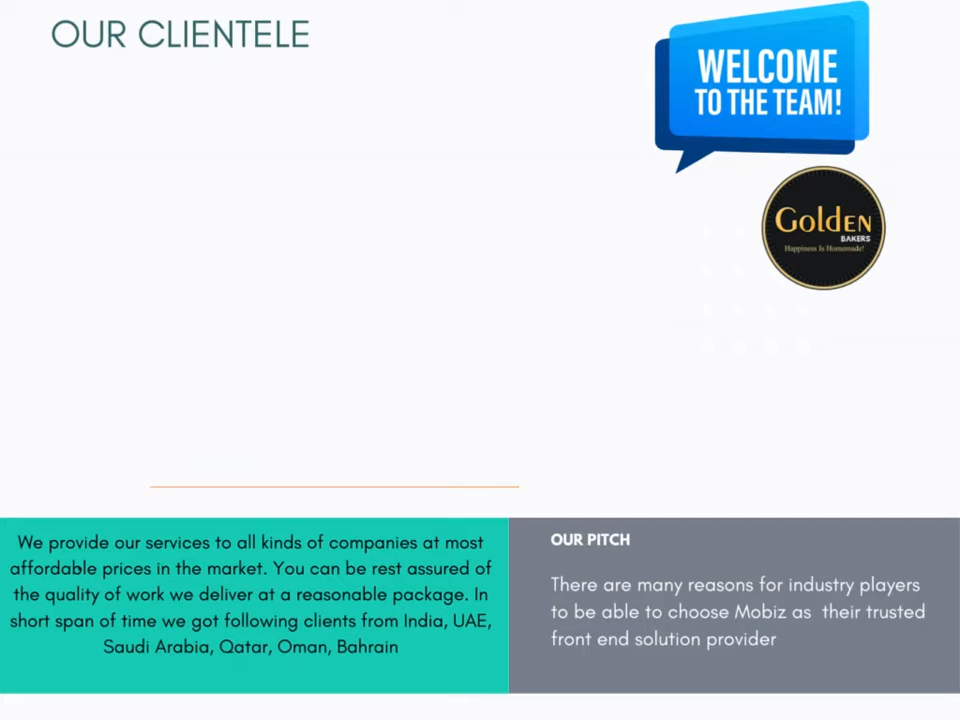 OUR CLIENTELE
WELCOME
TO THE TEAM!
Golden
BAKERS
Happiness Is Homemade!
We provide our services to all kinds of companies at most
affordable prices in the market. You can be rest assured of
the quality of work we deliver at a reasonable package. In
short span of time we got following clients from India, UAE,
Saudi Arabia, Qatar, Oman, Bahrain
OUR PITCH
There are many reasons for industry players
to be able to choose Mobiz as  their trusted
front end solution provider